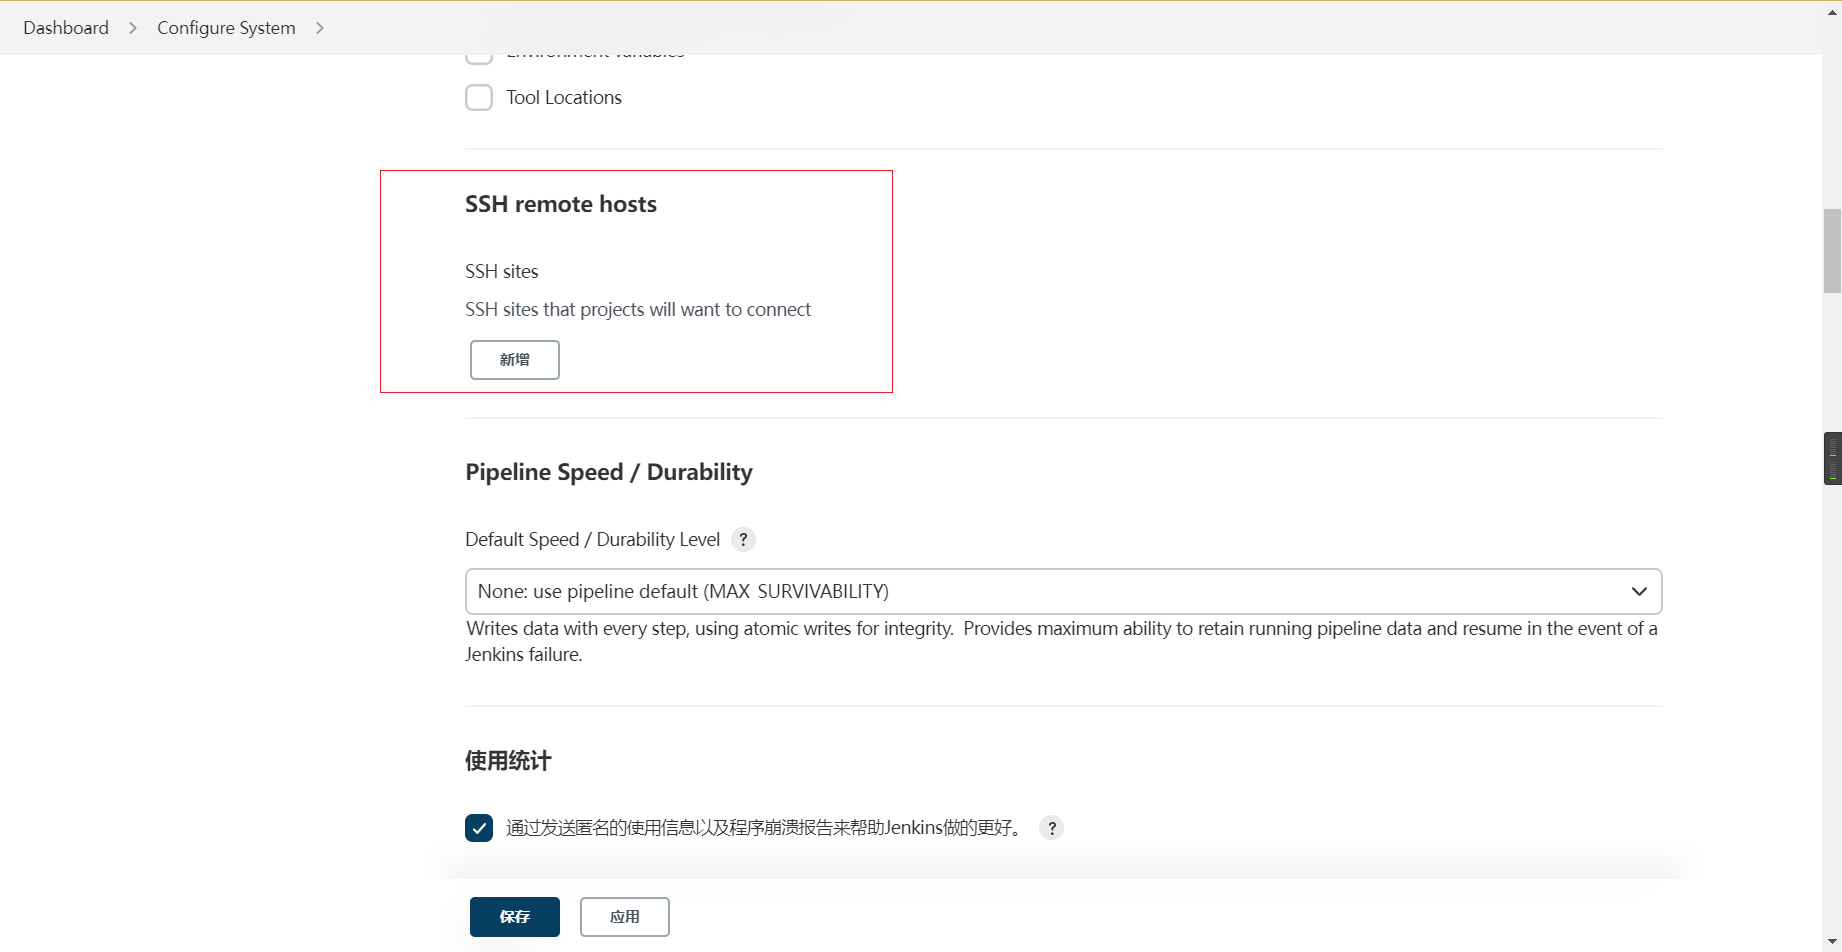 Dashboard
Configure System
Environment variables
Tool Locations
SSH remote hosts
SSH sites
SSH sites that projects will want to connect
新增
Pipeline Speed / Durability
Default Speed / Durability Level ?
None: use pipeline default (MAX_SURVIVABILITY)
Writes data with every step, using atomic writes for integrity. Provides maximum ability to retain running pipeline data and resume in the event of a
Jenkins failure.
使用统计
通过发送匿名的使用信息以及程序崩溃报告来帮助Jenkins做的更好。 ?
保存
应用